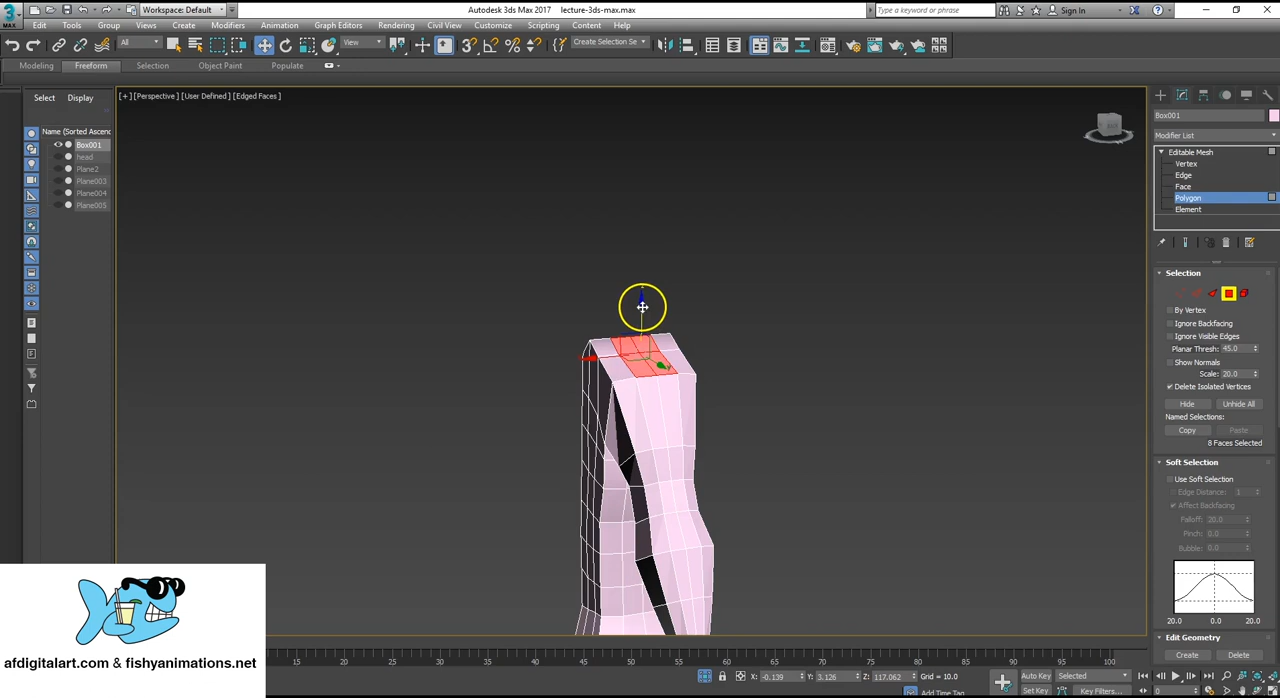 Autodesk 3ds Max 2017    lecture-3ds-max.max
Type a keyword or phrase
Sign In
Workspace: Default
Edit Tools Group Views Create Modifiers Animation Graph Editors Rendering Civil View Customize Scripting Content Help
All
View
Create Selection Se
Modeling Freeform Selection Object Paint Populate
Select Display
Name (Sorted Ascend
Box001
head
Plane2
Plane003
Plane004
Plane005
[+] [Perspective] [User Defined] [Edged Faces]
Box001
Modifier List
Editable Mesh
Vertex
Edge
Face
Polygon
Element
Selection
By Vertex
Ignore Backfacing
Ignore Visible Edges
Planar Thresh: 45.0
Show Normals
Scale: 20.0
Delete Isolated Vertices
Hide Unhide All
Named Selections:
Copy Paste
8 Faces Selected
Soft Selection
Use Soft Selection
Edge Distance: 1
Affect Backfacing
Falloff: 20.0
Pinch: 0.0
Bubble: 0.0
20.0 0.0 20.0
Edit Geometry
Create Delete
afdigitalart.com & fishyanimations.net
15 20 25 30 35 40 45 50 55 60 65 70 75 80 85 90 95 100
X: -0.139 Y: 3.126 Z: 117.062 Grid = 10.0
Auto Key Selected
Add Time Tag
Set Key Key Filters...